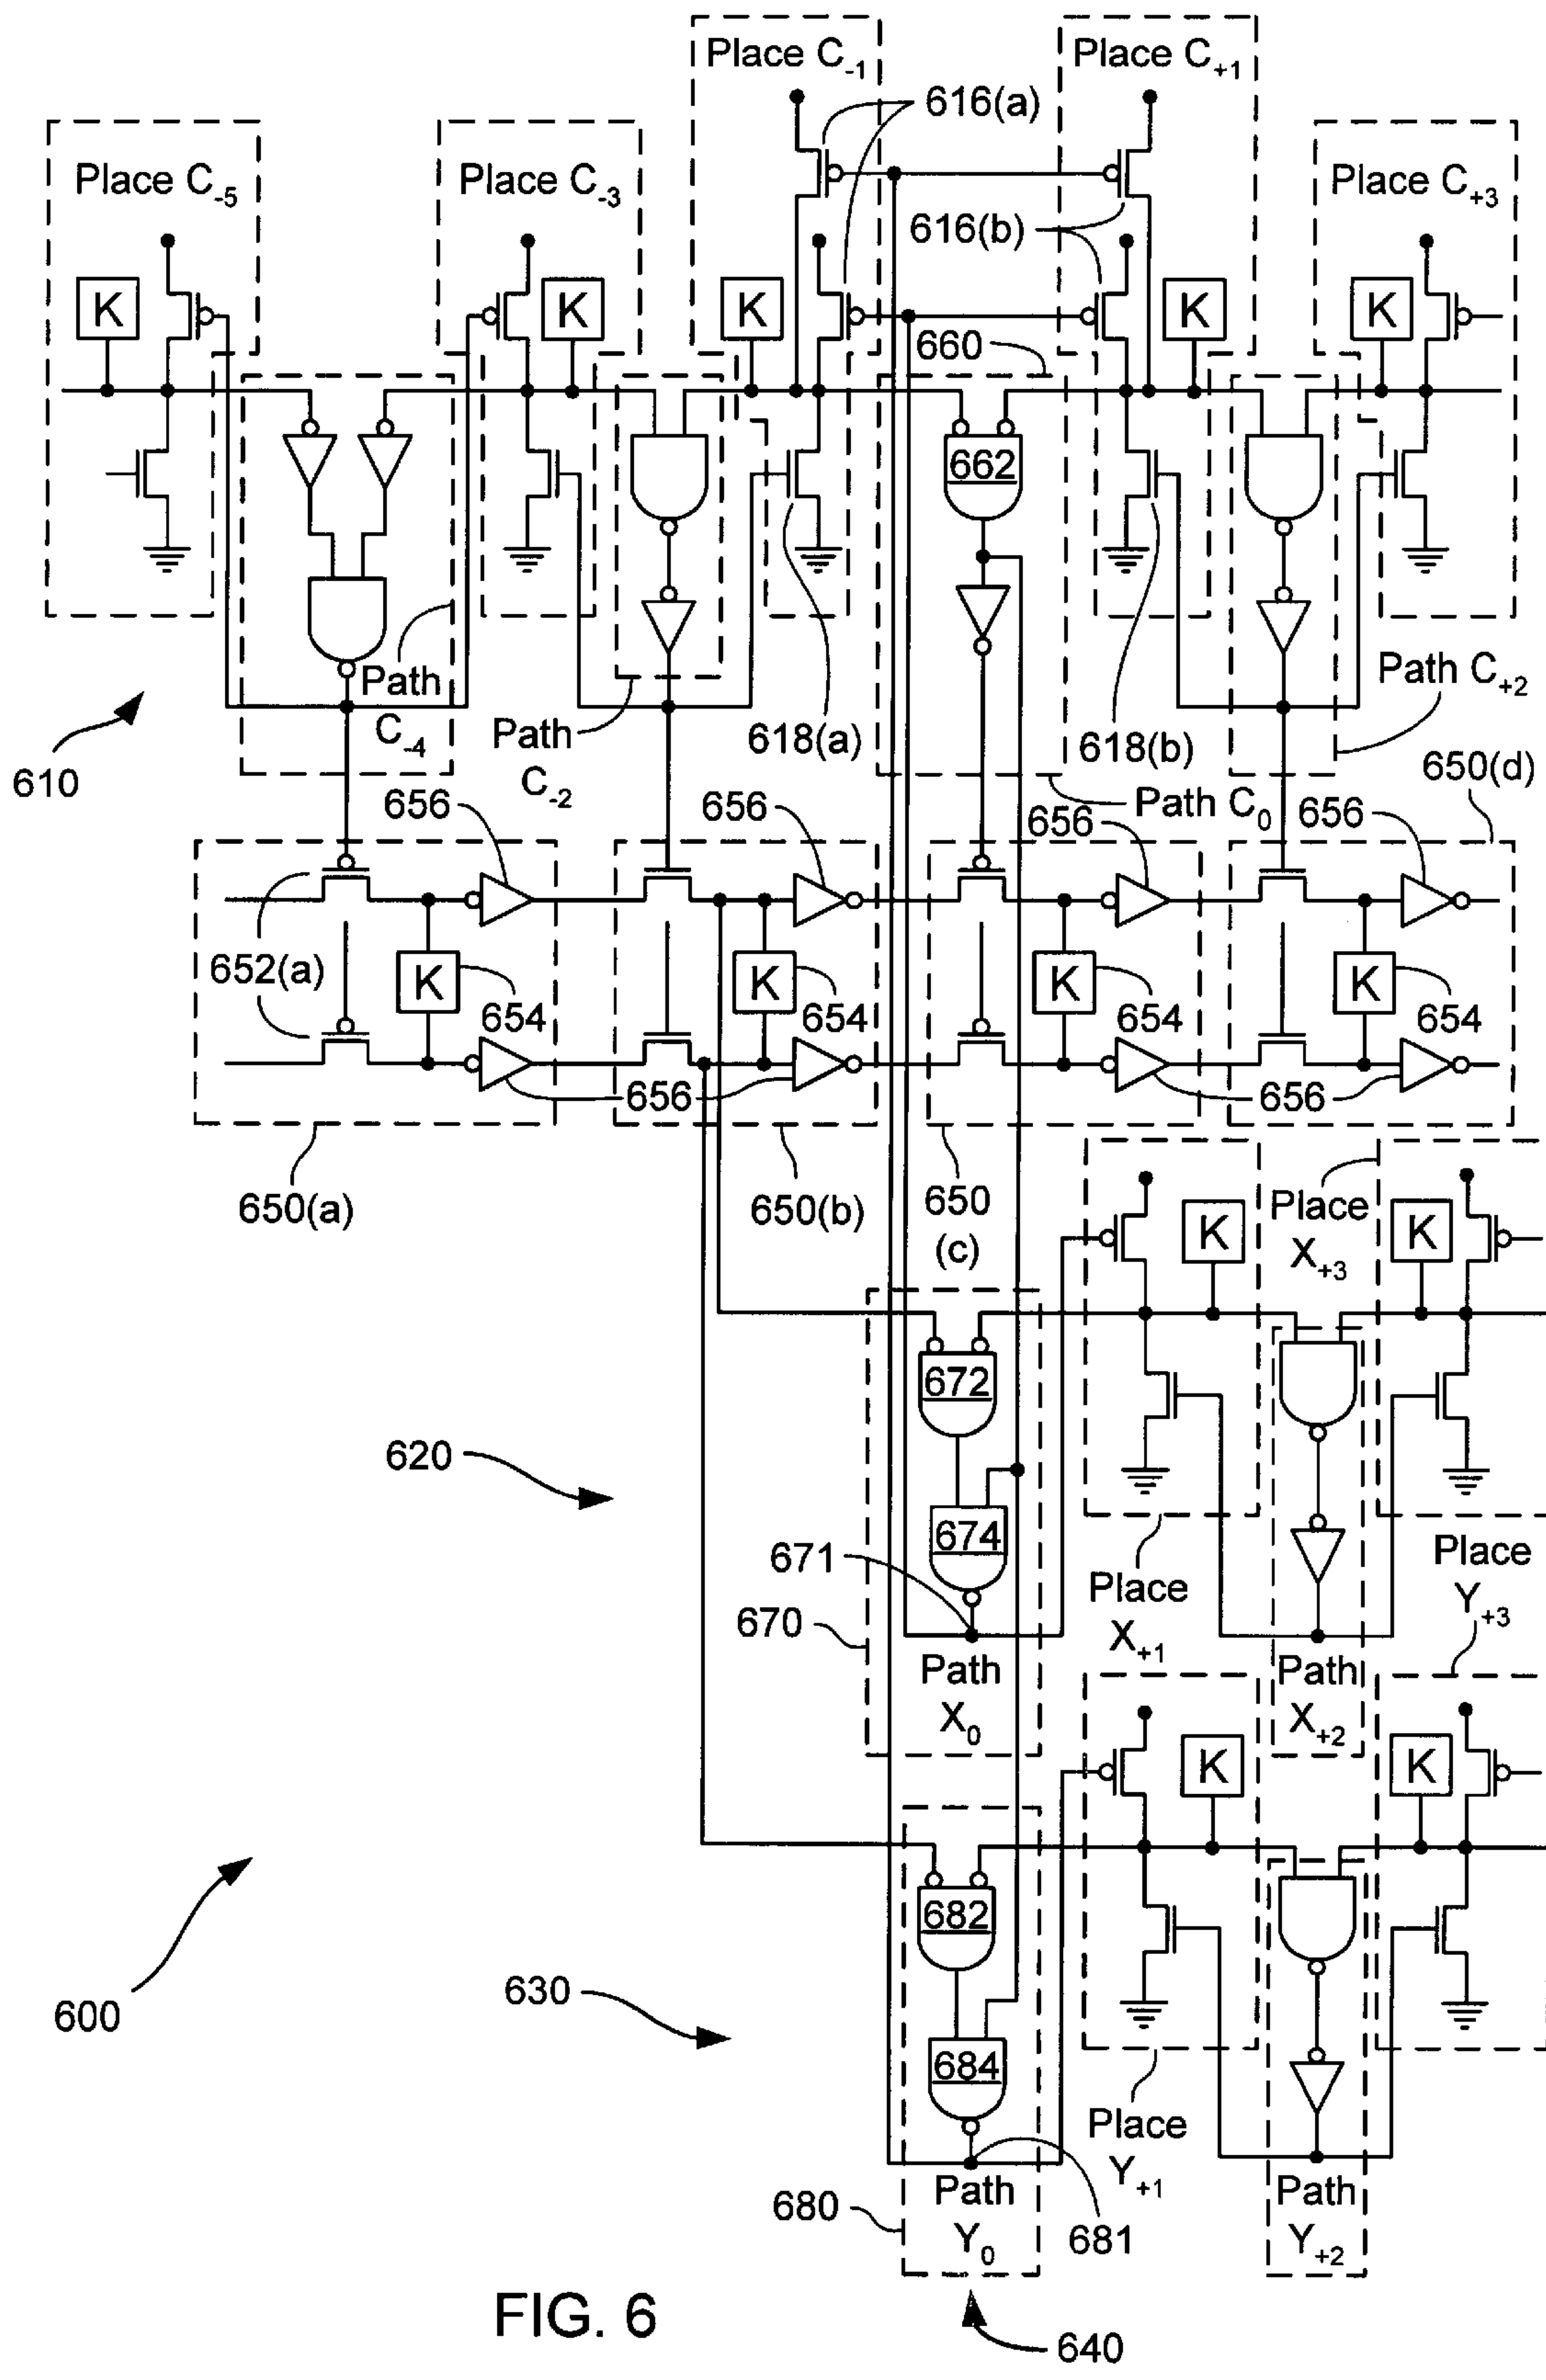 Place C-1
Place C+1
616(a)
Place C-5
Place C-3
Place C+3
616(b)
K
K
K
K
K
660
662
Path
C-4
Path
C-2
618(a)
618(b)
Path C+2
610
Path C0
650(d)
656
656
656
656
652(a)
K
654
K
654
K
654
K
654
656
656
650(a)
650(b)
650
(c)
K
Place
X+3
K
672
620
674
671
670
Place
X+1
Place
Y+3
Path
X0
Path
X+2
K
K
682
630
600
684
Place
Y+1
680
Path
Y0
681
Path
Y+2
FIG. 6
640